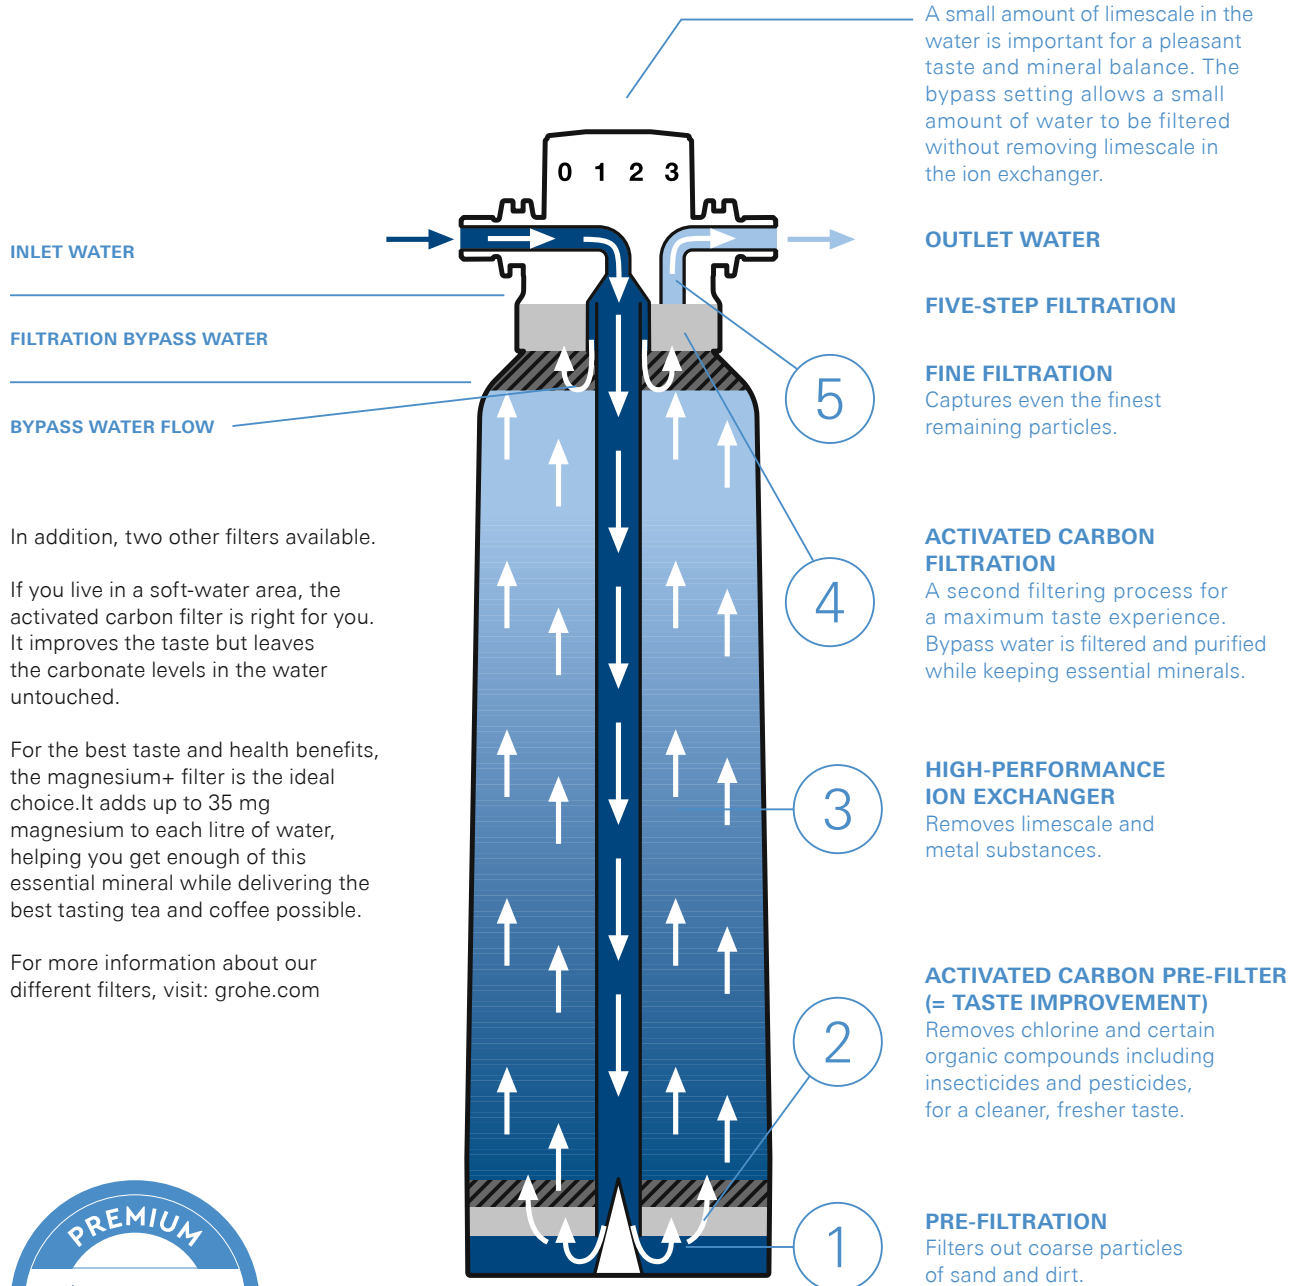 A small amount of limescale in the
water is important for a pleasant
taste and mineral balance. The
bypass setting allows a small
amount of water to be filtered
without removing limescale in
the ion exchanger.
0 1 2 3
INLET WATER
FILTRATION BYPASS WATER
BYPASS WATER FLOW
In addition, two other filters available.
If you live in a soft-water area, the
activated carbon filter is right for you.
It improves the taste but leaves
the carbonate levels in the water
untouched.
For the best taste and health benefits,
the magnesium+ filter is the ideal
choice.It adds up to 35 mg
magnesium to each litre of water,
helping you get enough of this
essential mineral while delivering the
best tasting tea and coffee possible.
For more information about our
different filters, visit: grohe.com
OUTLET WATER
FIVE-STEP FILTRATION
5
FINE FILTRATION
Captures even the finest
remaining particles.
4
ACTIVATED CARBON
FILTRATION
A second filtering process for
a maximum taste experience.
Bypass water is filtered and purified
while keeping essential minerals.
3
HIGH-PERFORMANCE
ION EXCHANGER
Removes limescale and
metal substances.
2
ACTIVATED CARBON PRE-FILTER
(= TASTE IMPROVEMENT)
Removes chlorine and certain
organic compounds including
insecticides and pesticides,
for a cleaner, fresher taste.
1
PRE-FILTRATION
Filters out coarse particles
of sand and dirt.
PREMIUM